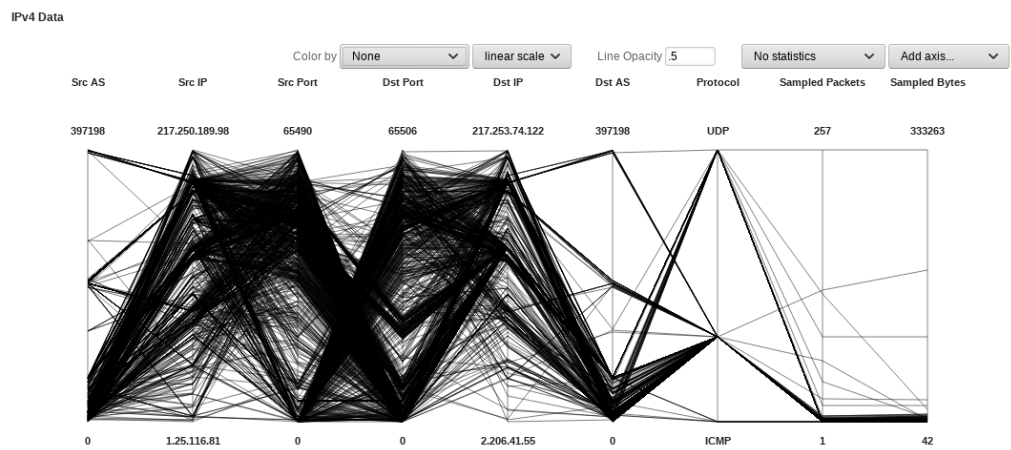 IPv4 Data
Color by None linear scale Line Opacity .5 No statistics Add axis...
Src AS Src IP Src Port Dst Port Dst IP Dst AS Protocol Sampled Packets Sampled Bytes
397198 217.250.189.98 65490 65506 217.253.74.122 397198 UDP 257 333263
0 1.25.116.81 0 0 2.206.41.55 0 ICMP 1 42